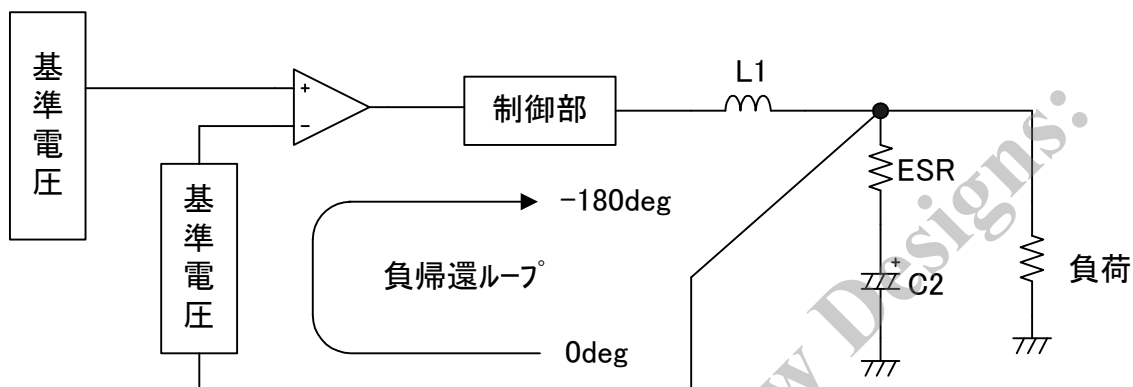 基準電圧
+
−
基準電圧
制御部
L1
ESR
−180deg
負帰還ループ
0deg
+
C2
負荷
w Designs: